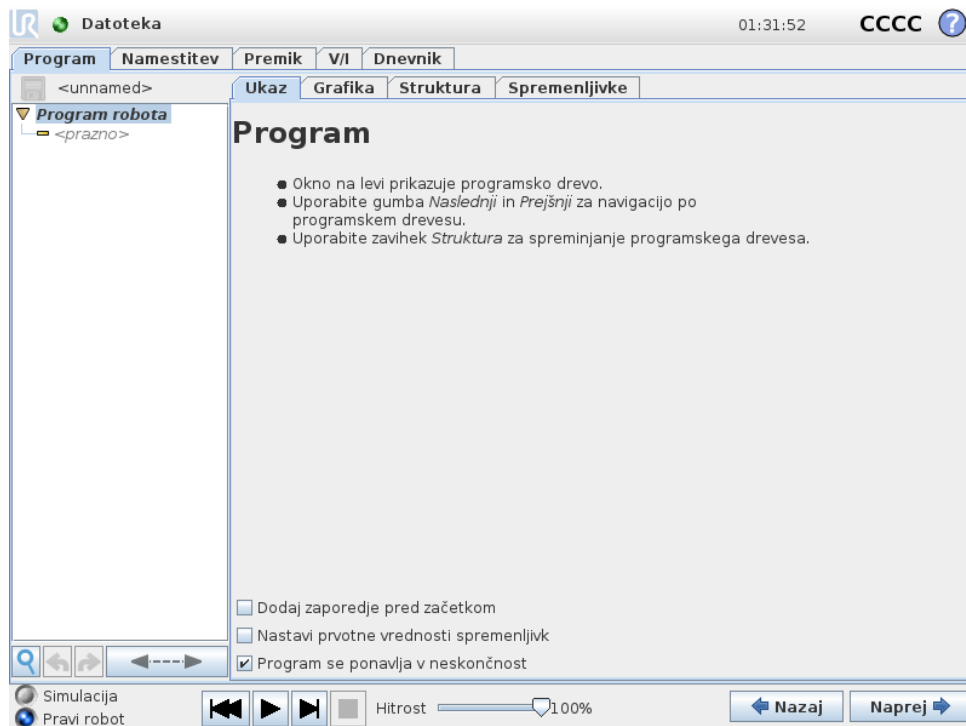 UR Datoteka 01:31:52 CCCC ?
Program Namestitev Premik V/I Dnevnik
<unnamed> Ukaz Grafika Struktura Spremenljivke
Program robota
<prazno>
Program
Okno na levi prikazuje programsko drevo.
Uporabite gumba Naslednji in Prejšnji za navigacijo po
programskem drevesu.
Uporabite zavihek Struktura za spreminjanje programskega drevesa.
Dodaj zaporedje pred začetkom
Nastavi prvotne vrednosti spremenljivk
Program se ponavlja v neskončnost
Simulacija
Pravi robot
Hitrost 100% Nazaj Naprej